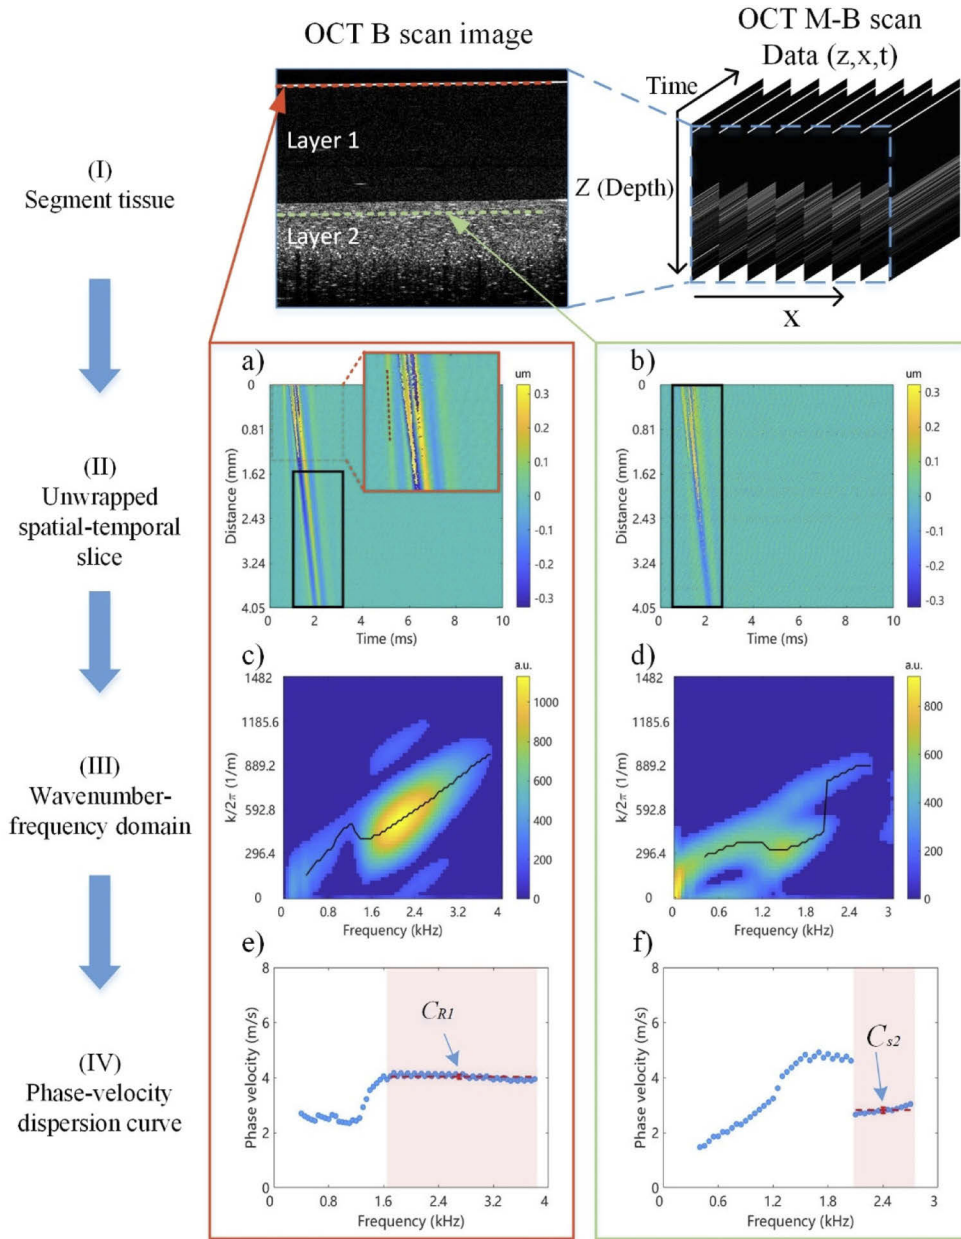 OCT B scan image
OCT M-B scan
Data (z,x,t)
Time
Layer 1
Layer 2
Z (Depth)
X
(I)
Segment tissue
(II)
Unwrapped
spatial-temporal
slice
(III)
Wavenumber-
frequency domain
(IV)
Phase-velocity
dispersion curve
a)
um
0
0.81
1.62
2.43
3.24
4.05
Distance (mm)
0 2 4 6 8 10
Time (ms)
0.3
0.2
0.1
0
-0.1
-0.2
-0.3
b)
um
0
0.81
1.62
2.43
3.24
4.05
Distance (mm)
0 2 4 6 8 10
Time (ms)
0.3
0.2
0.1
0
-0.1
-0.2
-0.3
c)
a.u.
1482
1185.6
889.2
592.8
296.4
0
k/2π (1/m)
0 0.8 1.6 2.4 3.2 4
Frequency (kHz)
1000
800
600
400
200
0
d)
a.u.
1482
1185.6
889.2
592.8
296.4
0
k/2π (1/m)
0 0.6 1.2 1.8 2.4 3
Frequency (kHz)
800
600
400
200
0
e)
8
6
4
2
0
Phase velocity (m/s)
CR1
0 0.8 1.6 2.4 3.2 4
Frequency (kHz)
f)
8
6
4
2
0
Phase velocity (m/s)
Cs2
0 0.6 1.2 1.8 2.4 3
Frequency (kHz)